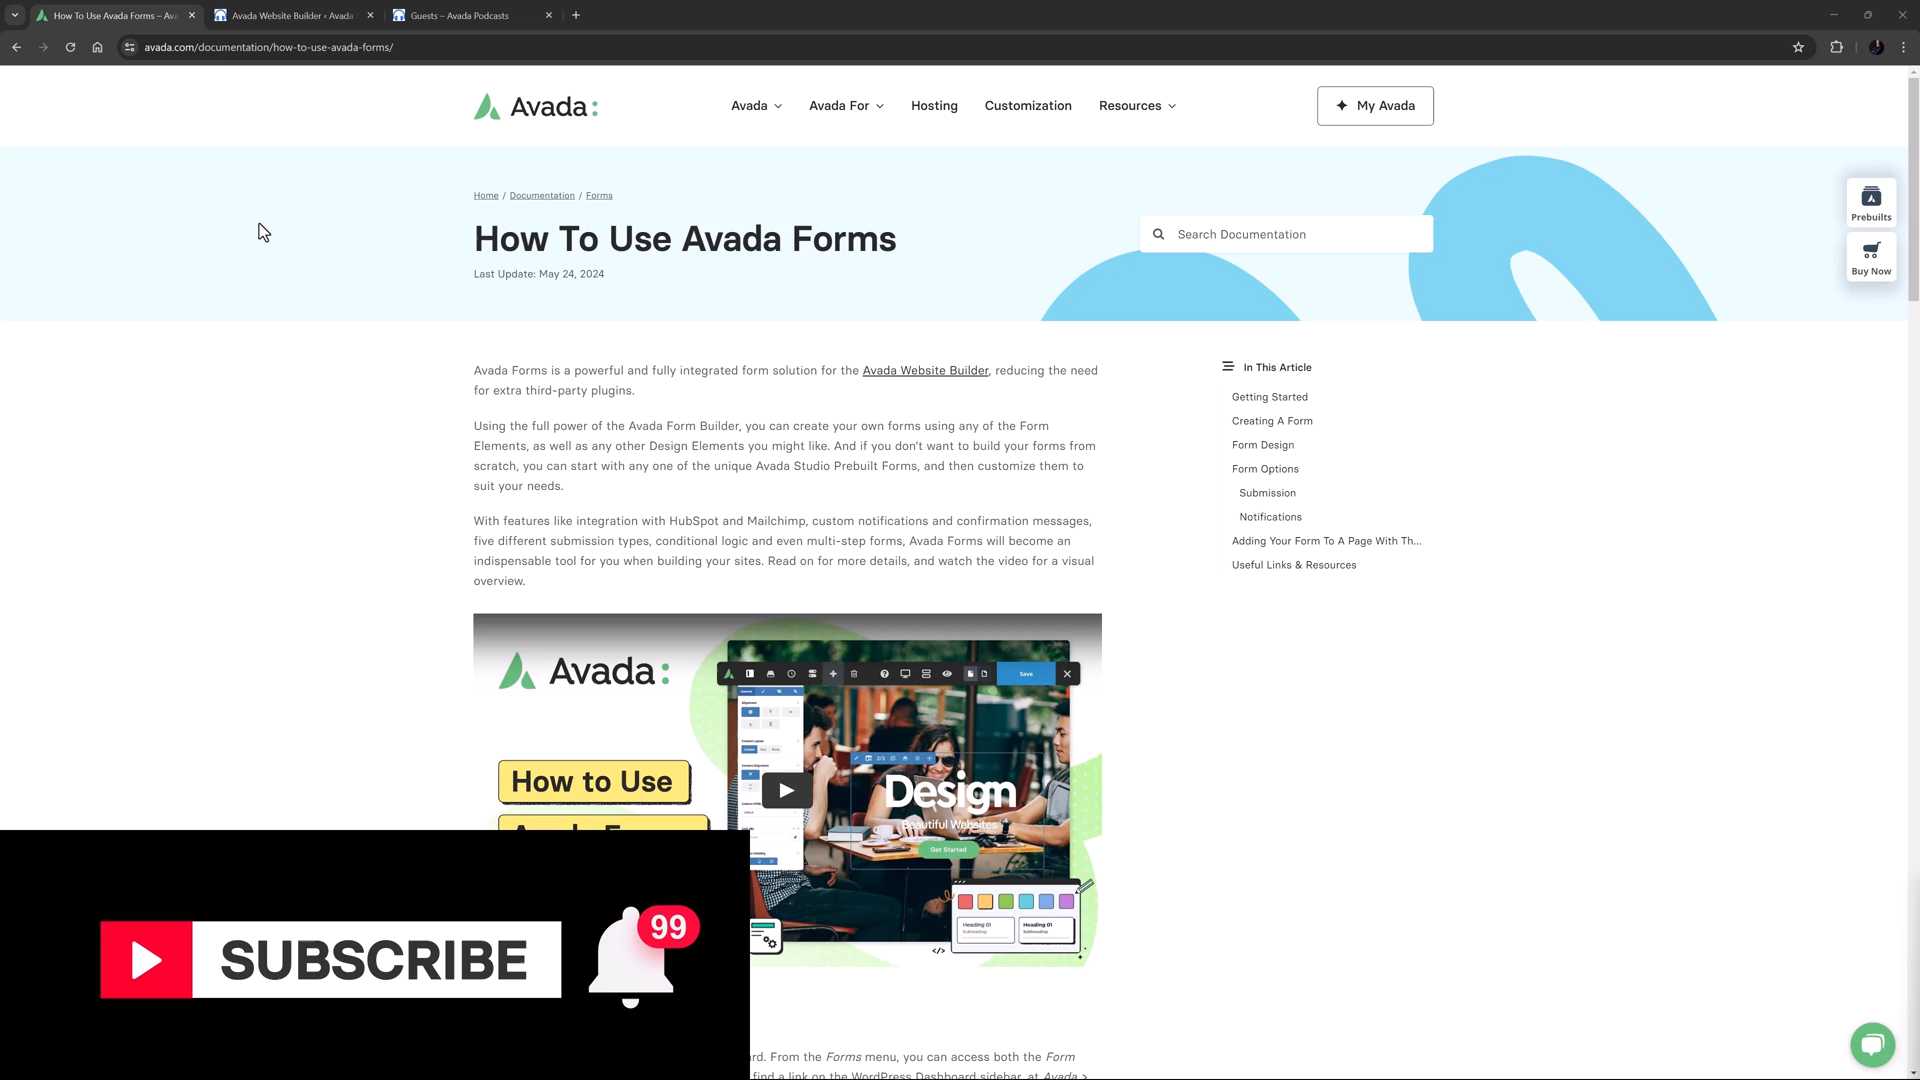 How To Use Avada Forms – Ava
Avada Website Builder ‹ Avada
Guests – Avada Podcasts
avada.com/documentation/how-to-use-avada-forms/
Avada:
Avada
Avada For
Hosting
Customization
Resources
My Avada
Home / Documentation / Forms
How To Use Avada Forms
Last Update: May 24, 2024
Search Documentation
Prebuilts
Buy Now
Avada Forms is a powerful and fully integrated form solution for the Avada Website Builder, reducing the need
for extra third-party plugins.
Using the full power of the Avada Form Builder, you can create your own forms using any of the Form
Elements, as well as any other Design Elements you might like. And if you don't want to build your forms from
scratch, you can start with any one of the unique Avada Studio Prebuilt Forms, and then customize them to
suit your needs.
With features like integration with HubSpot and Mailchimp, custom notifications and confirmation messages,
five different submission types, conditional logic and even multi-step forms, Avada Forms will become an
indispensable tool for you when building your sites. Read on for more details, and watch the video for a visual
overview.
In This Article
Getting Started
Creating A Form
Form Design
Form Options
Submission
Notifications
Adding Your Form To A Page With Th...
Useful Links & Resources
Avada:
Save
How to Use
Design
Beautiful Websites
Get Started
Heading 01
Subheading
Heading 01
Subheading
</>
SUBSCRIBE
99
rd. From the Forms menu, you can access both the Form
find a link on the WordPress Dashboard sidebar, at Avada >